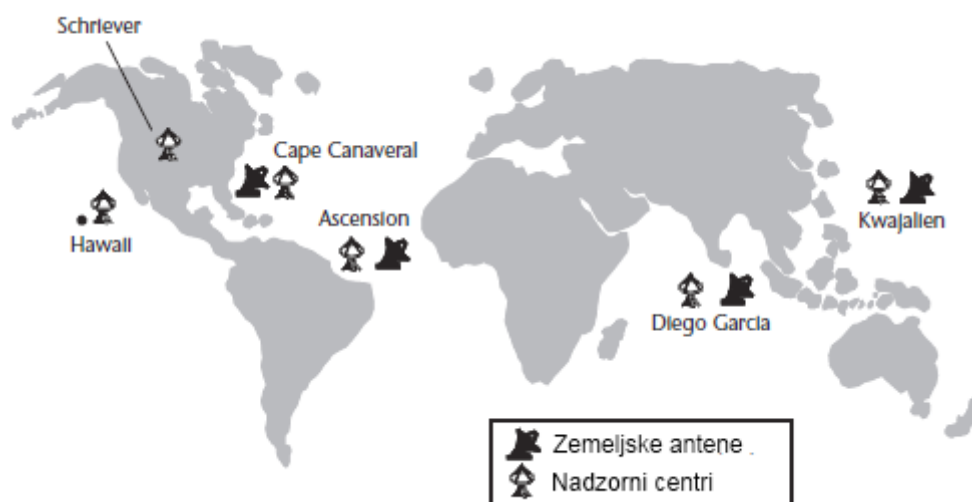 Schriever
Cape Canaveral
Ascension
Hawaii
Kwajalien
Diego Garcia
Zemeljske antene
Nadzorni centri